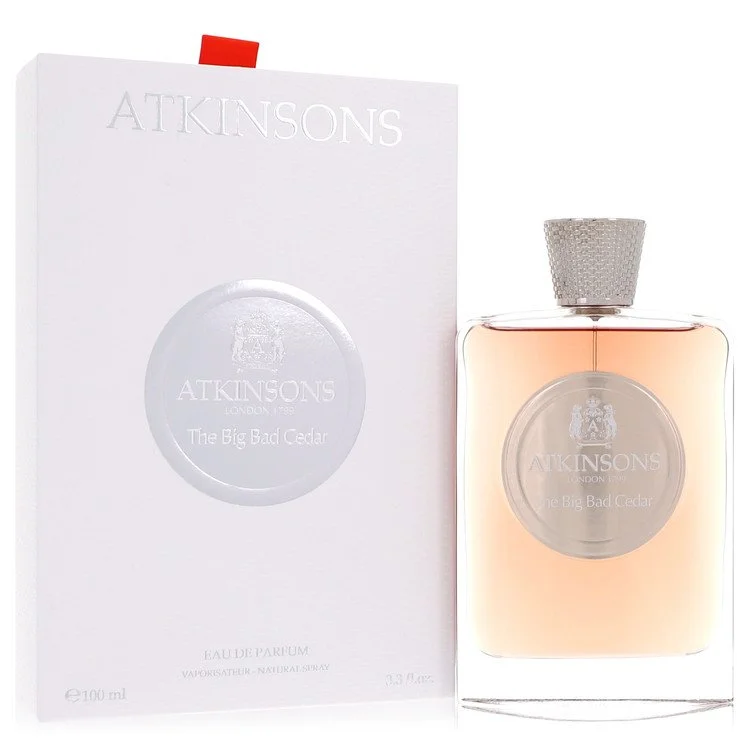 ATKINSONS
ATKINSONS
LONDON 1799
The Big Bad Cedar
EAU DE PARFUM
VAPORISATEUR - NATURAL SPRAY
℮100 ml
3.3 fl.oz.
A
ATKINSONS
LONDON 1799
The Big Bad Cedar